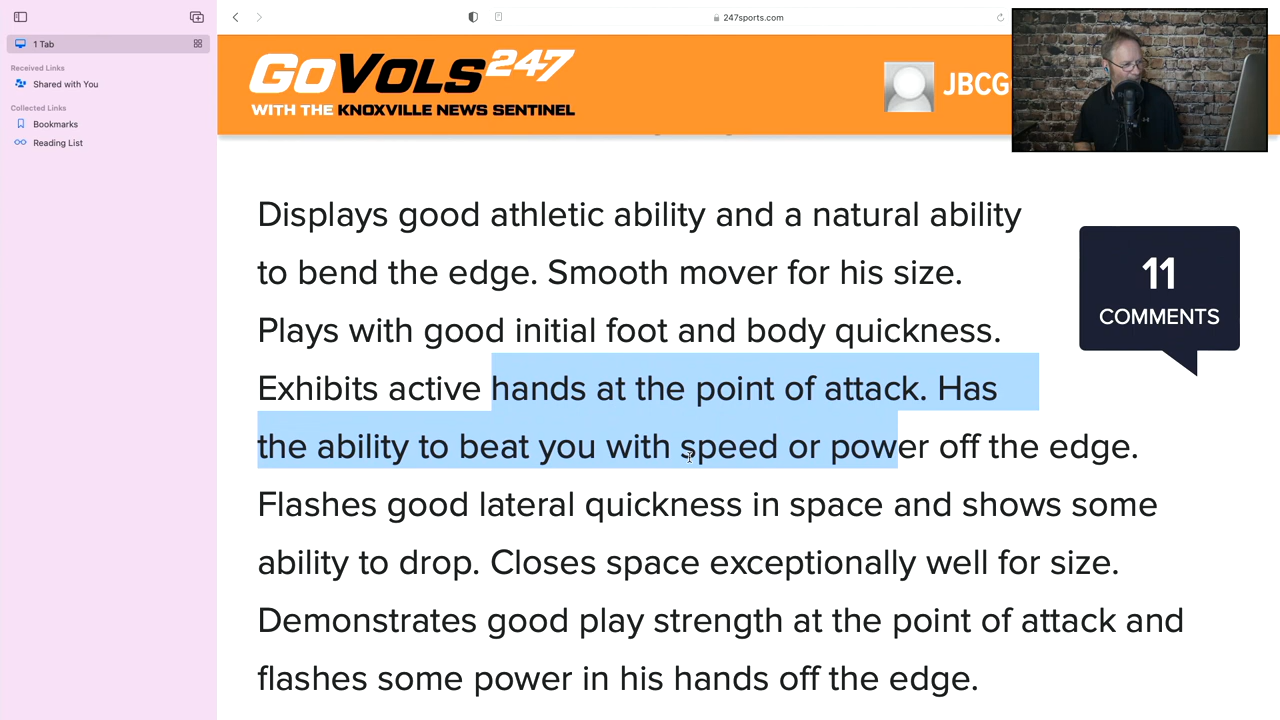 1 Tab
Received Links
Shared with You
Collected Links
Bookmarks
Reading List
247sports.com
GOVOLS247
WITH THE KNOXVILLE NEWS SENTINEL
JBCG
Displays good athletic ability and a natural ability
to bend the edge. Smooth mover for his size.
Plays with good initial foot and body quickness.
Exhibits active hands at the point of attack. Has
the ability to beat you with speed or power off the edge.
Flashes good lateral quickness in space and shows some
ability to drop. Closes space exceptionally well for size.
Demonstrates good play strength at the point of attack and
flashes some power in his hands off the edge.
11
COMMENTS